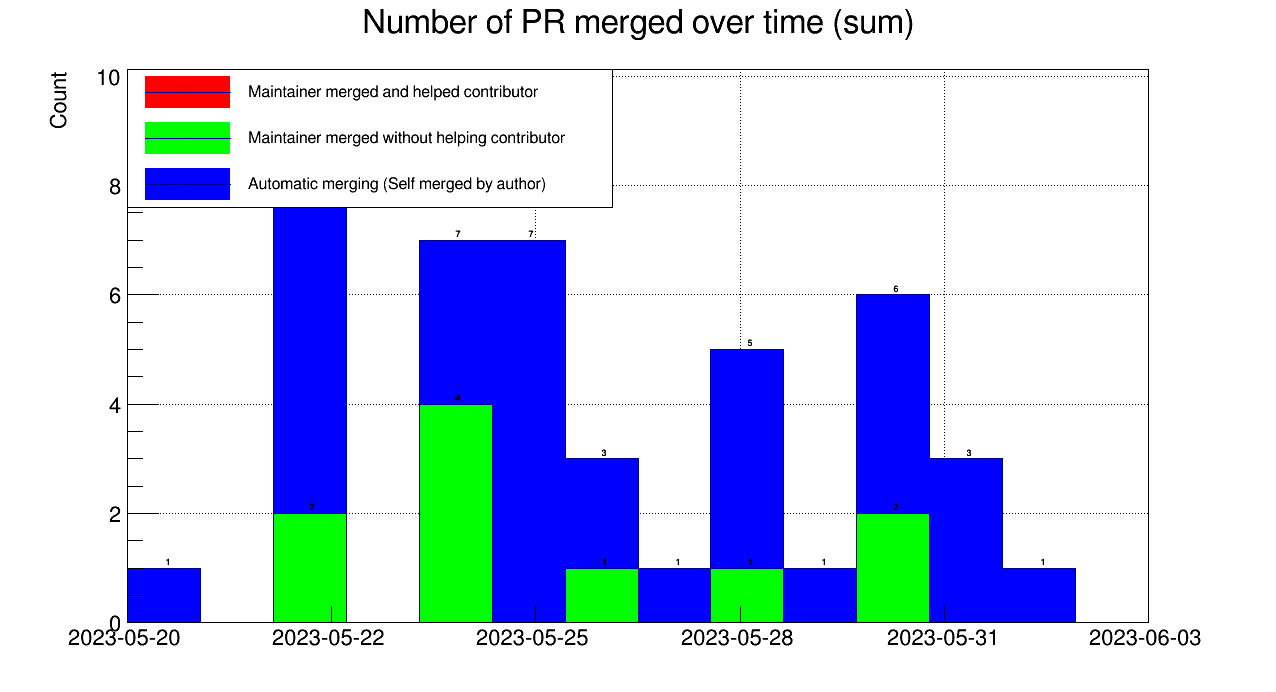 Number of PR merged over time (sum)
Count
10
8
6
4
2
0
Maintainer merged and helped contributor
Maintainer merged without helping contributor
Automatic merging (Self merged by author)
7 7
6
5
4
3 3
2 2
1 1 1 1 1 1
2023-05-20 2023-05-22 2023-05-25 2023-05-28 2023-05-31 2023-06-03